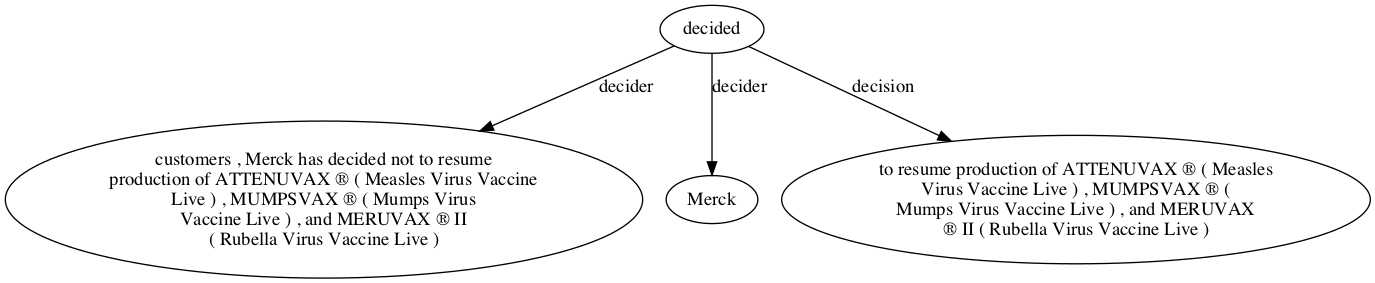 decided
decider
decider
decision
customers , Merck has decided not to resume
production of ATTENUVAX ® ( Measles Virus Vaccine
Live ) , MUMPSVAX ® ( Mumps Virus
Vaccine Live ) , and MERUVAX ® II
( Rubella Virus Vaccine Live )
Merck
to resume production of ATTENUVAX ® ( Measles
Virus Vaccine Live ) , MUMPSVAX ® (
Mumps Virus Vaccine Live ) , and MERUVAX
® II ( Rubella Virus Vaccine Live )